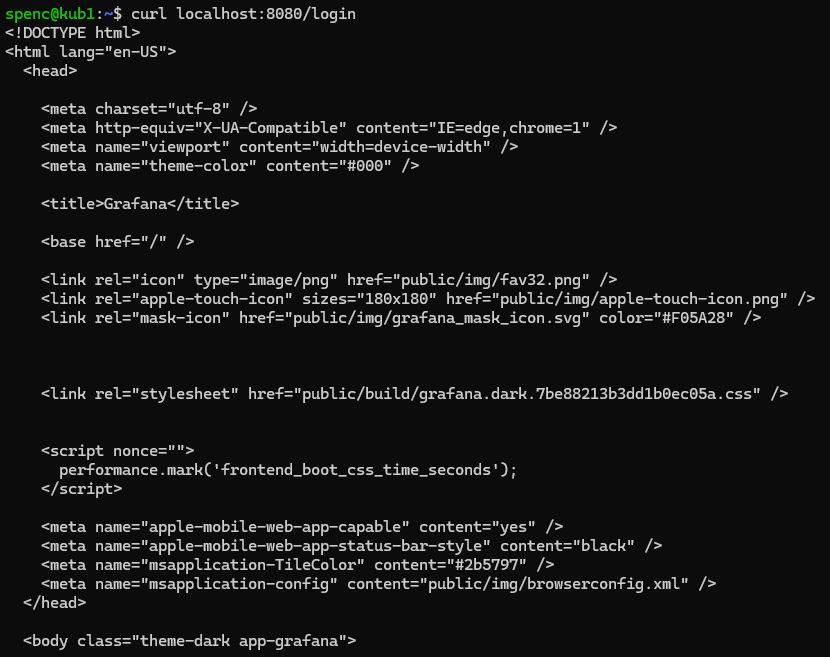 spenc@kub1:~$ curl localhost:8080/login
<!DOCTYPE html>
<html lang="en-US">
  <head>

    <meta charset="utf-8" />
    <meta http-equiv="X-UA-Compatible" content="IE=edge,chrome=1" />
    <meta name="viewport" content="width=device-width" />
    <meta name="theme-color" content="#000" />

    <title>Grafana</title>

    <base href="/" />

    <link rel="icon" type="image/png" href="public/img/fav32.png" />
    <link rel="apple-touch-icon" sizes="180x180" href="public/img/apple-touch-icon.png" />
    <link rel="mask-icon" href="public/img/grafana_mask_icon.svg" color="#F05A28" />

    <link rel="stylesheet" href="public/build/grafana.dark.7be88213b3dd1b0ec05a.css" />

    <script nonce="">
      performance.mark('frontend_boot_css_time_seconds');
    </script>

    <meta name="apple-mobile-web-app-capable" content="yes" />
    <meta name="apple-mobile-web-app-status-bar-style" content="black" />
    <meta name="msapplication-TileColor" content="#2b5797" />
    <meta name="msapplication-config" content="public/img/browserconfig.xml" />
  </head>

  <body class="theme-dark app-grafana">